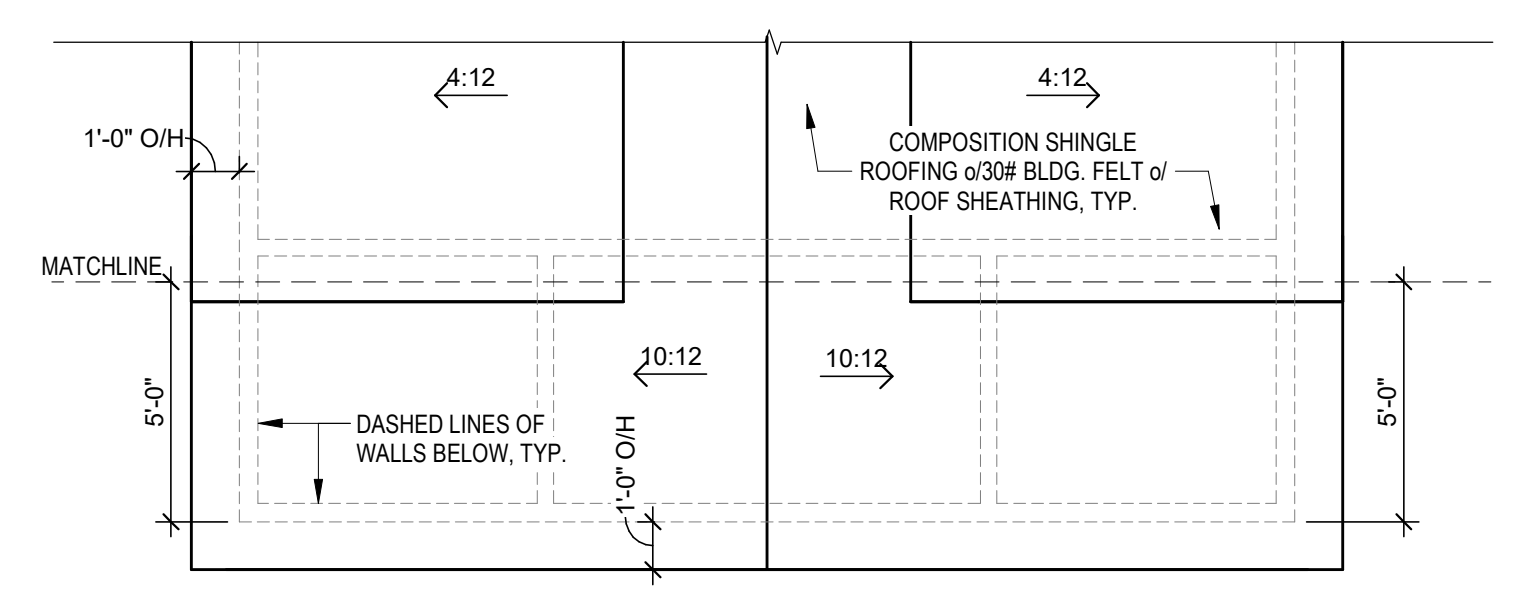 4:12
4:12
1'-0" O/H
COMPOSITION SHINGLE
ROOFING o/30# BLDG. FELT o/
ROOF SHEATHING, TYP.
MATCHLINE
10:12
10:12
5'-0"
5'-0"
DASHED LINES OF
WALLS BELOW, TYP.
1'-0" O/H